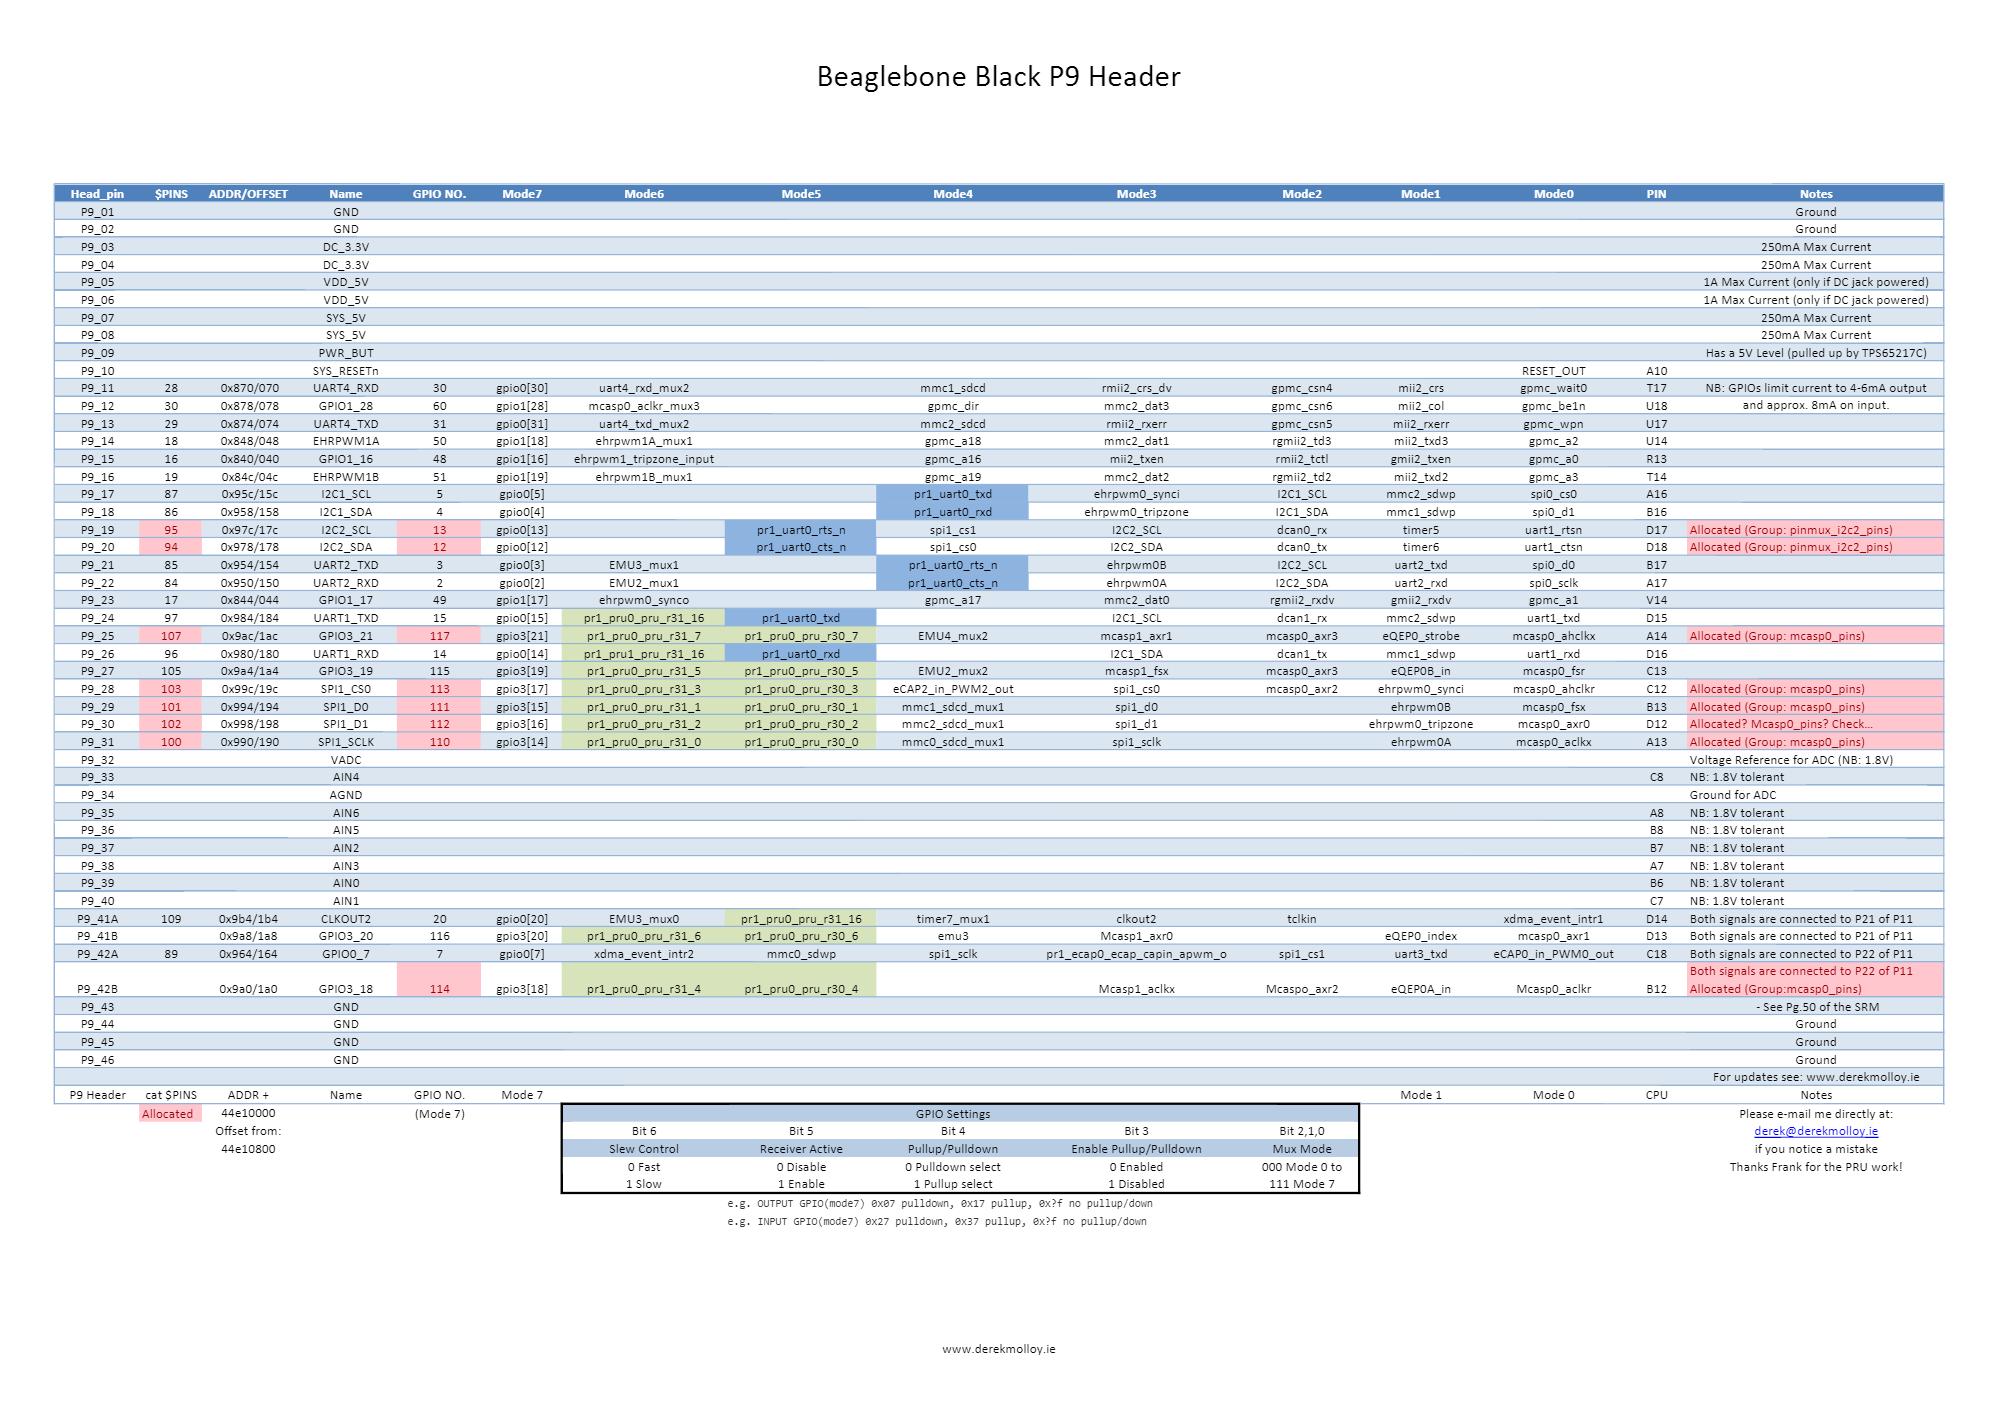 Beaglebone Black P9 Header
Head_pin $PINS ADDR/OFFSET Name GPIO NO. Mode7 Mode6 Mode5 Mode4 Mode3 Mode2 Mode1 Mode0 PIN Notes
P9_01 GND Ground
P9_02 GND Ground
P9_03 DC_3.3V 250mA Max Current
P9_04 DC_3.3V 250mA Max Current
P9_05 VDD_5V 1A Max Current (only if DC jack powered)
P9_06 VDD_5V 1A Max Current (only if DC jack powered)
P9_07 SYS_5V 250mA Max Current
P9_08 SYS_5V 250mA Max Current
P9_09 PWR_BUT Has a 5V Level (pulled up by TPS65217C)
P9_10 SYS_RESETn RESET_OUT A10
P9_11 28 0x870/070 UART4_RXD 30 gpio0[30] uart4_rxd_mux2 mmc1_sdcd rmii2_crs_dv gpmc_csn4 mii2_crs gpmc_wait0 T17 NB: GPIOs limit current to 4-6mA output
P9_12 30 0x878/078 GPIO1_28 60 gpio1[28] mcasp0_aclkr_mux3 gpmc_dir mmc2_dat3 gpmc_csn6 mii2_col gpmc_be1n U18 and approx. 8mA on input.
P9_13 29 0x874/074 UART4_TXD 31 gpio0[31] uart4_txd_mux2 mmc2_sdcd rmii2_rxerr gpmc_csn5 mii2_rxerr gpmc_wpn U17
P9_14 18 0x848/048 EHRPWM1A 50 gpio1[18] ehrpwm1A_mux1 gpmc_a18 mmc2_dat1 rgmii2_td3 mii2_txd3 gpmc_a2 U14
P9_15 16 0x840/040 GPIO1_16 48 gpio1[16] ehrpwm1_tripzone_input gpmc_a16 mii2_txen rmii2_tctl gmii2_txen gpmc_a0 R13
P9_16 19 0x84c/04c EHRPWM1B 51 gpio1[19] ehrpwm1B_mux1 gpmc_a19 mmc2_dat2 rgmii2_td2 mii2_txd2 gpmc_a3 T14
P9_17 87 0x95c/15c I2C1_SCL 5 gpio0[5] pr1_uart0_txd ehrpwm0_synci I2C1_SCL mmc2_sdwp spi0_cs0 A16
P9_18 86 0x958/158 I2C1_SDA 4 gpio0[4] pr1_uart0_rxd ehrpwm0_tripzone I2C1_SDA mmc1_sdwp spi0_d1 B16
P9_19 95 0x97c/17c I2C2_SCL 13 gpio0[13] pr1_uart0_rts_n spi1_cs1 I2C2_SCL dcan0_rx timer5 uart1_rtsn D17 Allocated (Group: pinmux_i2c2_pins)
P9_20 94 0x978/178 I2C2_SDA 12 gpio0[12] pr1_uart0_cts_n spi1_cs0 I2C2_SDA dcan0_tx timer6 uart1_ctsn D18 Allocated (Group: pinmux_i2c2_pins)
P9_21 85 0x954/154 UART2_TXD 3 gpio0[3] EMU3_mux1 pr1_uart0_rts_n ehrpwm0B I2C2_SCL uart2_txd spi0_d0 B17
P9_22 84 0x950/150 UART2_RXD 2 gpio0[2] EMU2_mux1 pr1_uart0_cts_n ehrpwm0A I2C2_SDA uart2_rxd spi0_sclk A17
P9_23 17 0x844/044 GPIO1_17 49 gpio1[17] ehrpwm0_synco gpmc_a17 mmc2_dat0 rgmii2_rxdv gmii2_rxdv gpmc_a1 V14
P9_24 97 0x984/184 UART1_TXD 15 gpio0[15] pr1_pru0_pru_r31_16 pr1_uart0_txd I2C1_SCL dcan1_rx mmc2_sdwp uart1_txd D15
P9_25 107 0x9ac/1ac GPIO3_21 117 gpio3[21] pr1_pru0_pru_r31_7 pr1_pru0_pru_r30_7 EMU4_mux2 mcasp1_axr1 mcasp0_axr3 eQEP0_strobe mcasp0_ahclkx A14 Allocated (Group: mcasp0_pins)
P9_26 96 0x980/180 UART1_RXD 14 gpio0[14] pr1_pru1_pru_r31_16 pr1_uart0_rxd I2C1_SDA dcan1_tx mmc1_sdwp uart1_rxd D16
P9_27 105 0x9a4/1a4 GPIO3_19 115 gpio3[19] pr1_pru0_pru_r31_5 pr1_pru0_pru_r30_5 EMU2_mux2 mcasp1_fsx mcasp0_axr3 eQEP0B_in mcasp0_fsr C13
P9_28 103 0x99c/19c SPI1_CS0 113 gpio3[17] pr1_pru0_pru_r31_3 pr1_pru0_pru_r30_3 eCAP2_in_PWM2_out spi1_cs0 mcasp0_axr2 ehrpwm0_synci mcasp0_ahclkr C12 Allocated (Group: mcasp0_pins)
P9_29 101 0x994/194 SPI1_D0 111 gpio3[15] pr1_pru0_pru_r31_1 pr1_pru0_pru_r30_1 mmc1_sdcd_mux1 spi1_d0 ehrpwm0B mcasp0_fsx B13 Allocated (Group: mcasp0_pins)
P9_30 102 0x998/198 SPI1_D1 112 gpio3[16] pr1_pru0_pru_r31_2 pr1_pru0_pru_r30_2 mmc2_sdcd_mux1 spi1_d1 ehrpwm0_tripzone mcasp0_axr0 D12 Allocated? Mcasp0_pins? Check...
P9_31 100 0x990/190 SPI1_SCLK 110 gpio3[14] pr1_pru0_pru_r31_0 pr1_pru0_pru_r30_0 mmc0_sdcd_mux1 spi1_sclk ehrpwm0A mcasp0_aclkx A13 Allocated (Group: mcasp0_pins)
P9_32 VADC Voltage Reference for ADC (NB: 1.8V)
P9_33 AIN4 C8 NB: 1.8V tolerant
P9_34 AGND Ground for ADC
P9_35 AIN6 A8 NB: 1.8V tolerant
P9_36 AIN5 B8 NB: 1.8V tolerant
P9_37 AIN2 B7 NB: 1.8V tolerant
P9_38 AIN3 A7 NB: 1.8V tolerant
P9_39 AIN0 B6 NB: 1.8V tolerant
P9_40 AIN1 C7 NB: 1.8V tolerant
P9_41A 109 0x9b4/1b4 CLKOUT2 20 gpio0[20] EMU3_mux0 pr1_pru0_pru_r31_16 timer7_mux1 clkout2 tclkin xdma_event_intr1 D14 Both signals are connected to P21 of P11
P9_41B 0x9a8/1a8 GPIO3_20 116 gpio3[20] pr1_pru0_pru_r31_6 pr1_pru0_pru_r30_6 emu3 Mcasp1_axr0 eQEP0_index mcasp0_axr1 D13 Both signals are connected to P21 of P11
P9_42A 89 0x964/164 GPIO0_7 7 gpio0[7] xdma_event_intr2 mmc0_sdwp spi1_sclk pr1_ecap0_ecap_capin_apwm_o spi1_cs1 uart3_txd eCAP0_in_PWM0_out C18 Both signals are connected to P22 of P11
Both signals are connected to P22 of P11
P9_42B 0x9a0/1a0 GPIO3_18 114 gpio3[18] pr1_pru0_pru_r31_4 pr1_pru0_pru_r30_4 Mcasp1_aclkx Mcaspo_axr2 eQEP0A_in Mcasp0_aclkr B12 Allocated (Group:mcasp0_pins)
P9_43 GND - See Pg.50 of the SRM
P9_44 GND Ground
P9_45 GND Ground
P9_46 GND Ground
For updates see: www.derekmolloy.ie
P9 Header cat $PINS ADDR + Name GPIO NO. Mode 7 Mode 1 Mode 0 CPU Notes
Allocated 44e10000 (Mode 7) GPIO Settings Please e-mail me directly at:
Offset from: Bit 6 Bit 5 Bit 4 Bit 3 Bit 2,1,0 derek@derekmolloy.ie
44e10800 Slew Control Receiver Active Pullup/Pulldown Enable Pullup/Pulldown Mux Mode if you notice a mistake
0 Fast 0 Disable 0 Pulldown select 0 Enabled 000 Mode 0 to Thanks Frank for the PRU work!
1 Slow 1 Enable 1 Pullup select 1 Disabled 111 Mode 7
e.g. OUTPUT GPIO(mode7) 0x07 pulldown, 0x17 pullup, 0x?f no pullup/down
e.g. INPUT GPIO(mode7) 0x27 pulldown, 0x37 pullup, 0x?f no pullup/down
www.derekmolloy.ie